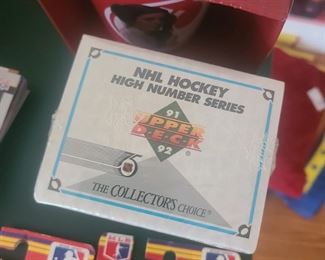 NHL HOCKEY
HIGH NUMBER SERIES
91
UPPER
DECK
92
THE COLLECTOR'S CHOICE